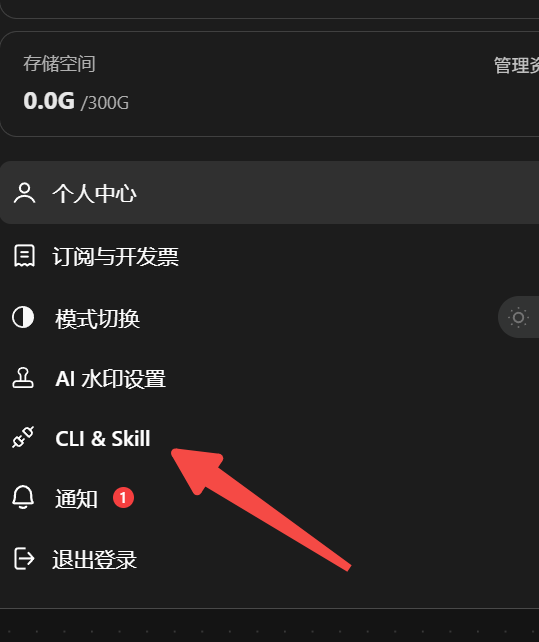 存储空间
管理资
0.0G /300G
个人中心
订阅与开发票
模式切换
AI 水印设置
CLI & Skill
通知 1
退出登录